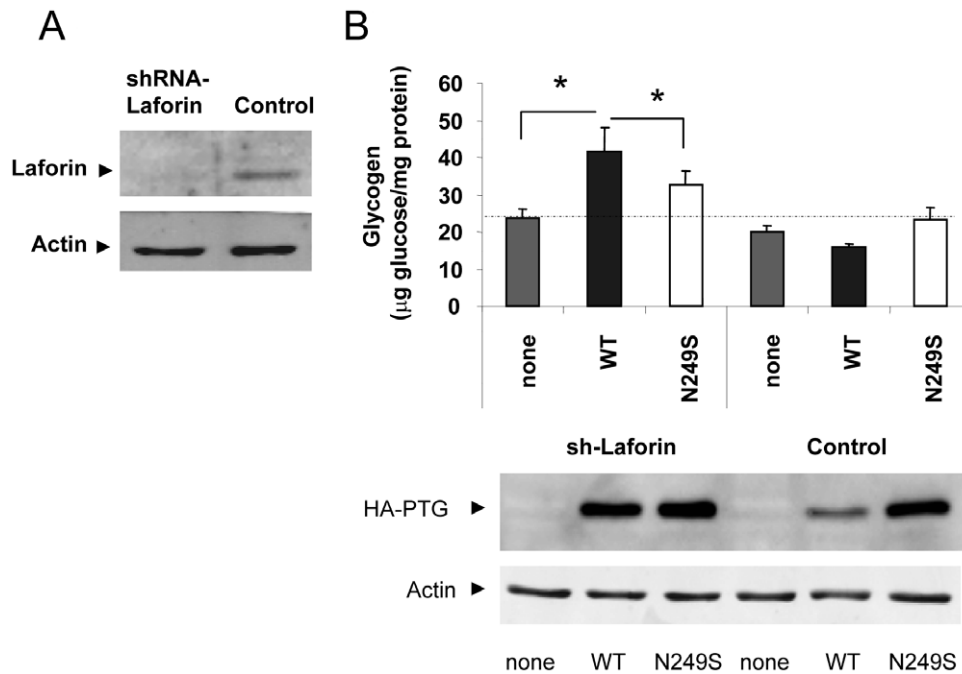 A
shRNA-
Laforin
Control
Laforin ►
Actin ►
B
Glycogen
(µg glucose/mg protein)
60
50
40
30
20
10
0
*
*
none
WT
N249S
none
WT
N249S
sh-Laforin
Control
HA-PTG ►
Actin ►
none WT N249S none WT N249S